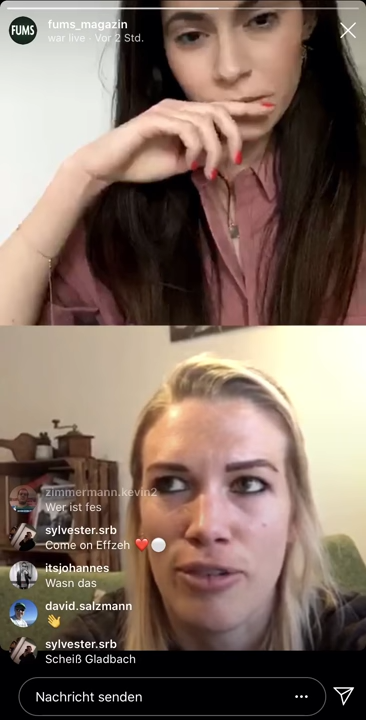 FUMS
fums_magazin
war live · Vor 2 Std.
zimmermann.kevin2
Wer ist fes
sylvester.srb
Come on Effzeh ❤️⚪
itsjohannes
Wasn das
david.salzmann
👋
sylvester.srb
Scheiß Gladbach
Nachricht senden